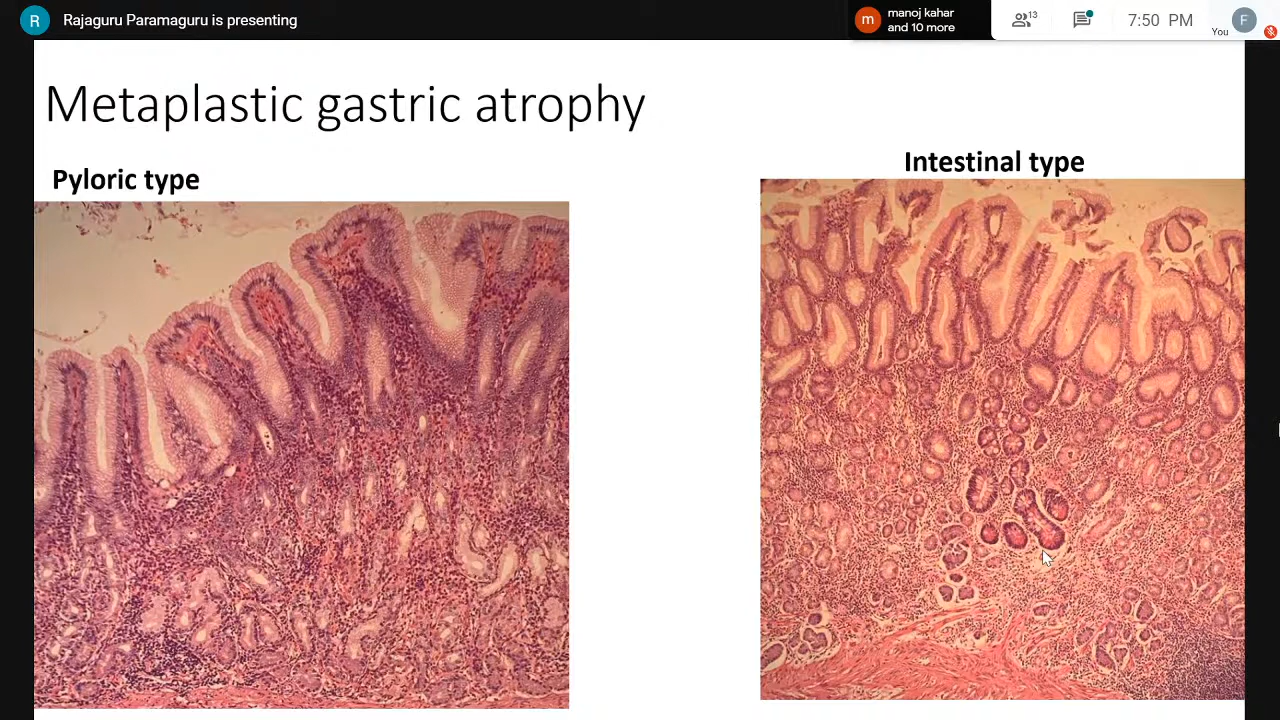 R
Rajaguru Paramaguru is presenting
m
manoj kahar
and 10 more
13
7:50 PM
You
F
Metaplastic gastric atrophy
Pyloric type
Intestinal type